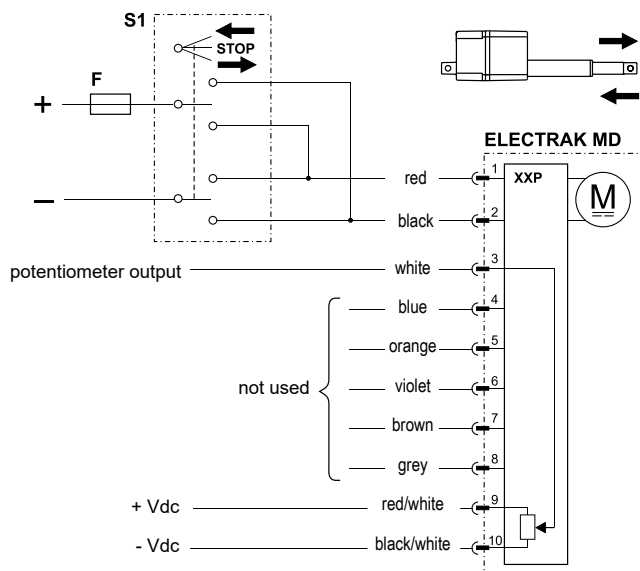 S1
STOP
F
+
–
ELECTRAK MD
XXP
M
red 1
black 2
potentiometer output white 3
blue 4
orange 5
not used violet 6
brown 7
grey 8
+ Vdc red/white 9
- Vdc black/white 10